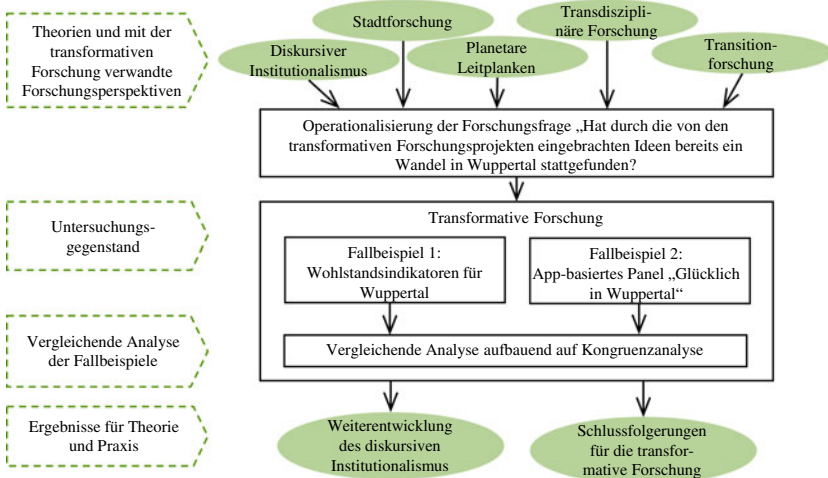 Theorien und mit der
transformativen
Forschung verwandte
Forschungsperspektiven
Diskursiver
Institutionalismus
Stadtforschung
Planetare
Leitplanken
Transdiszipli-
näre Forschung
Transition-
forschung
Operationalisierung der Forschungsfrage „Hat durch die von den
transformativen Forschungsprojekten eingebrachten Ideen bereits ein
Wandel in Wuppertal stattgefunden?
Untersuchungs-
gegenstand
Transformative Forschung
Fallbeispiel 1:
Wohlstandsindikatoren für
Wuppertal
Fallbeispiel 2:
App-basiertes Panel „Glücklich
in Wuppertal“
Vergleichende Analyse
der Fallbeispiele
Vergleichende Analyse aufbauend auf Kongruenzanalyse
Ergebnisse für Theorie
und Praxis
Weiterentwicklung
des diskursiven
Institutionalismus
Schlussfolgerungen
für die transfor-
mative Forschung